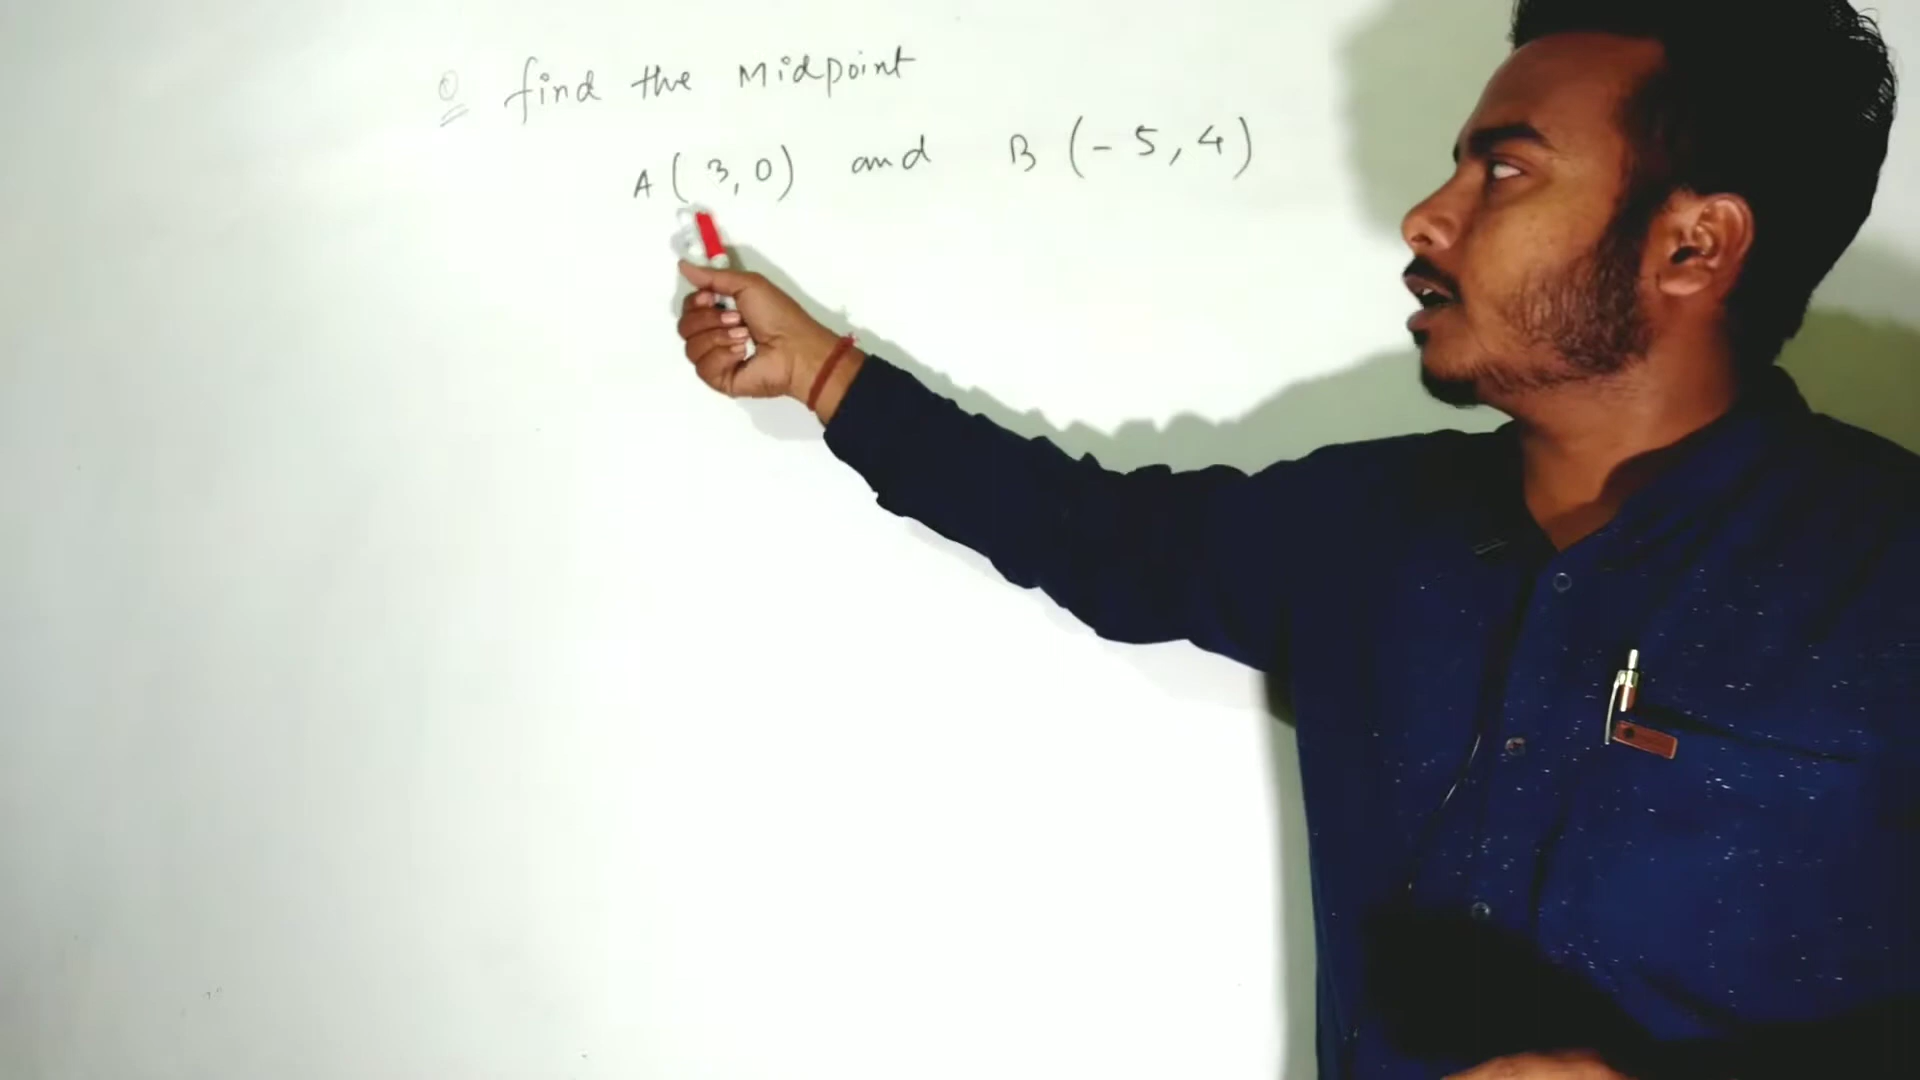 Q find the Midpoint
A ( 3, 0 ) and B ( - 5, 4 )